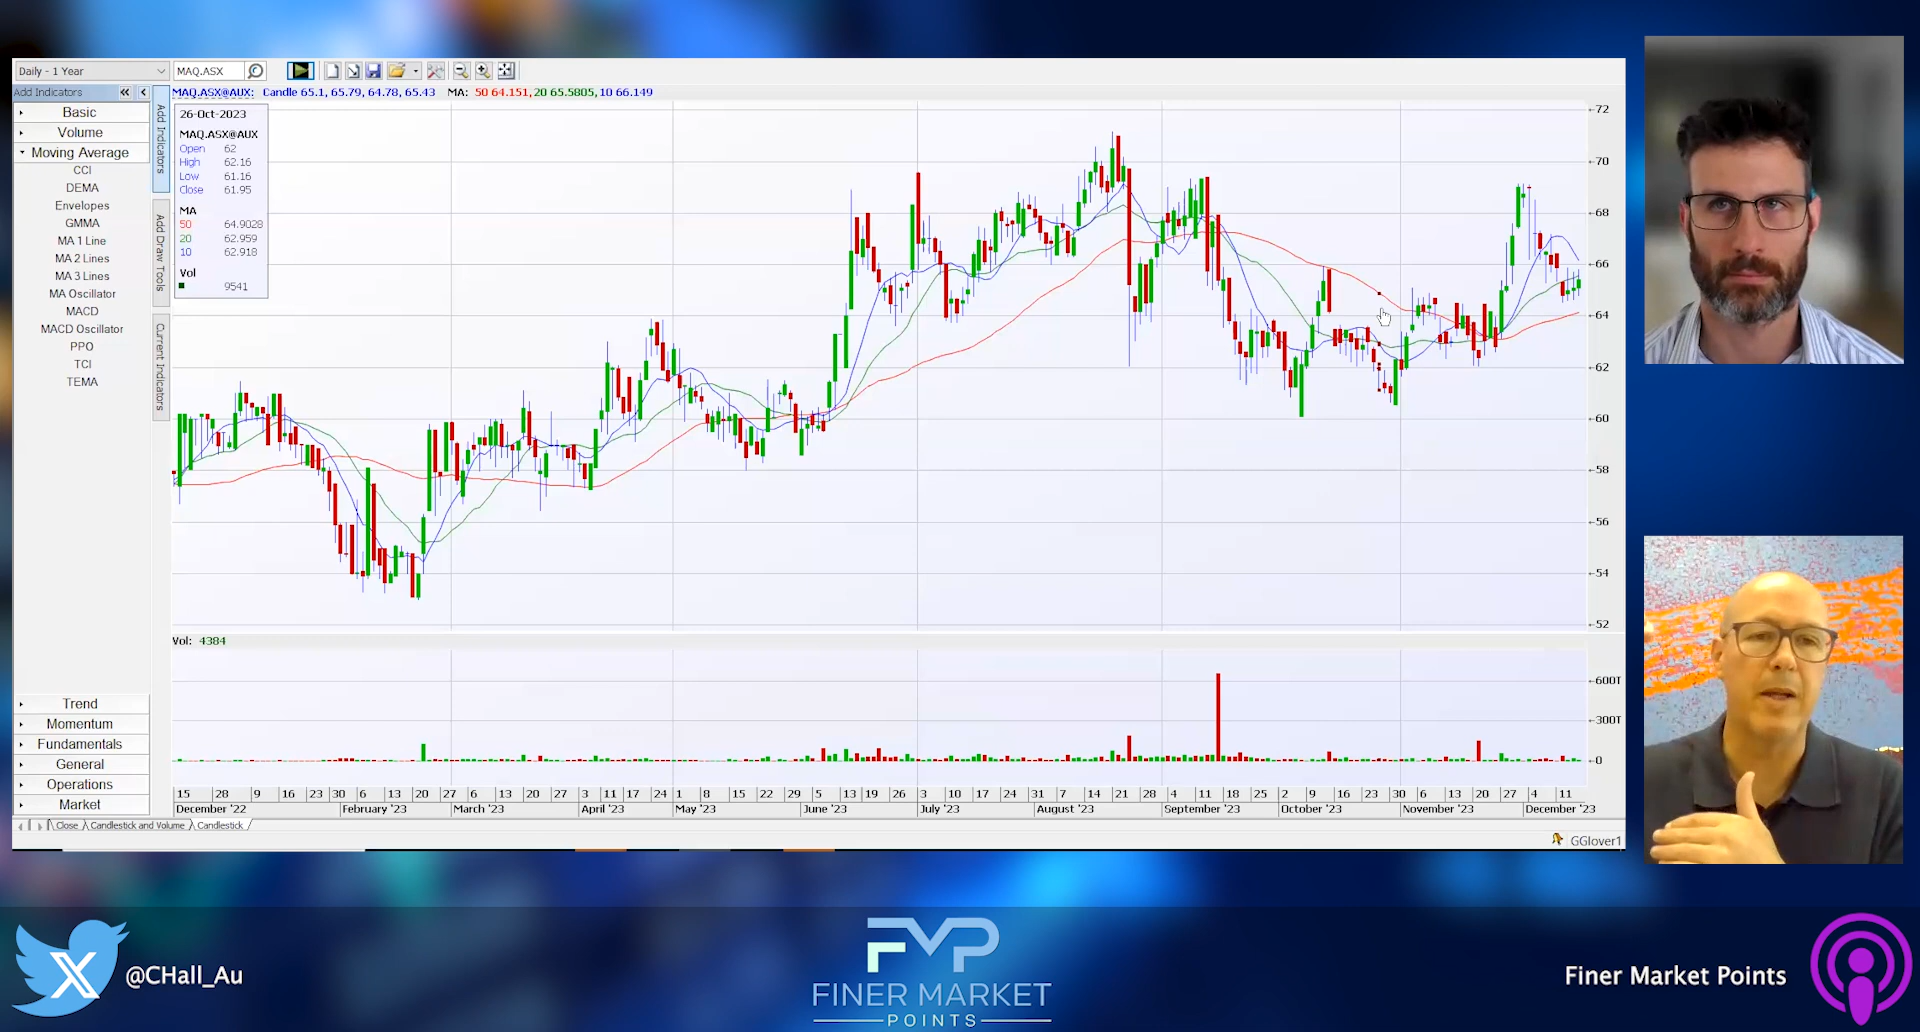 Daily - 1 Year
MAQ.ASX
Add Indicators
MAQ.ASX@AUX: Candle 65.1, 65.79, 64.78, 65.43 MA: 50 64.151, 20 65.5805, 10 66.149
Basic
Volume
Moving Average
CCI
DEMA
Envelopes
GMMA
MA 1 Line
MA 2 Lines
MA 3 Lines
MA Oscillator
MACD
MACD Oscillator
PPO
TCI
TEMA
Trend
Momentum
Fundamentals
General
Operations
Market
Add Indicators
Add Draw Tools
Current Indicators
26-Oct-2023
MAQ.ASX@AUX
Open 62
High 62.16
Low 61.16
Close 61.95
MA
50 64.9028
20 62.959
10 62.918
Vol
9541
72
70
68
66
64
62
60
58
56
54
52
Vol: 4384
600T
300T
0
15 28 9 16 23 30 6 13 20 27 6 13 20 27 3 11 17 24 1 8 15 22 29 5 13 19 26 3 10 17 24 31 7 14 21 28 4 11 18 25 2 9 16 23 30 6 13 20 27 4 11
December '22 February '23 March '23 April '23 May '23 June '23 July '23 August '23 September '23 October '23 November '23 December '23
Close Candlestick and Volume Candlestick
GGlover1
@CHall_Au
FMP
FINER MARKET
POINTS
Finer Market Points